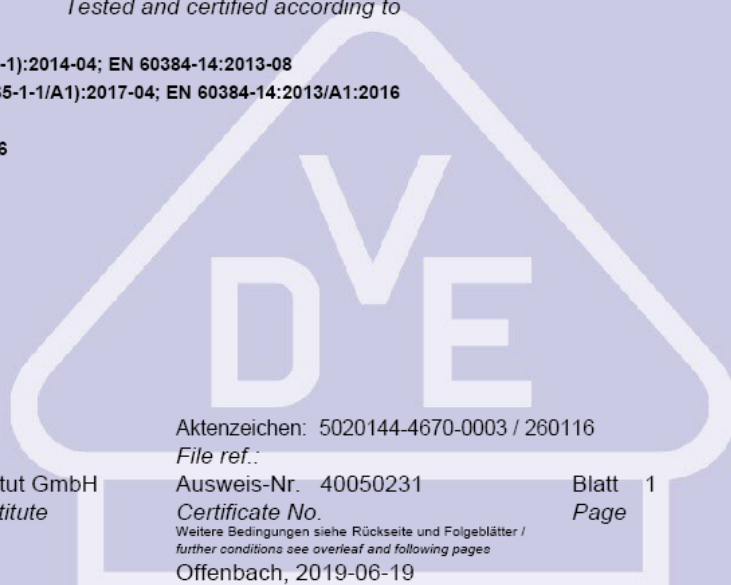 Tested and certified according to
-1):2014-04; EN 60384-14:2013-08
5-1-1/A1):2017-04; EN 60384-14:2013/A1:2016
6
VDE
Aktenzeichen: 5020144-4670-0003 / 260116
File ref.:
tut GmbH Ausweis-Nr. 40050231 Blatt 1
titute Certificate No. Page
Weitere Bedingungen siehe Rückseite und Folgeblätter /
further conditions see overleaf and following pages
Offenbach, 2019-06-19